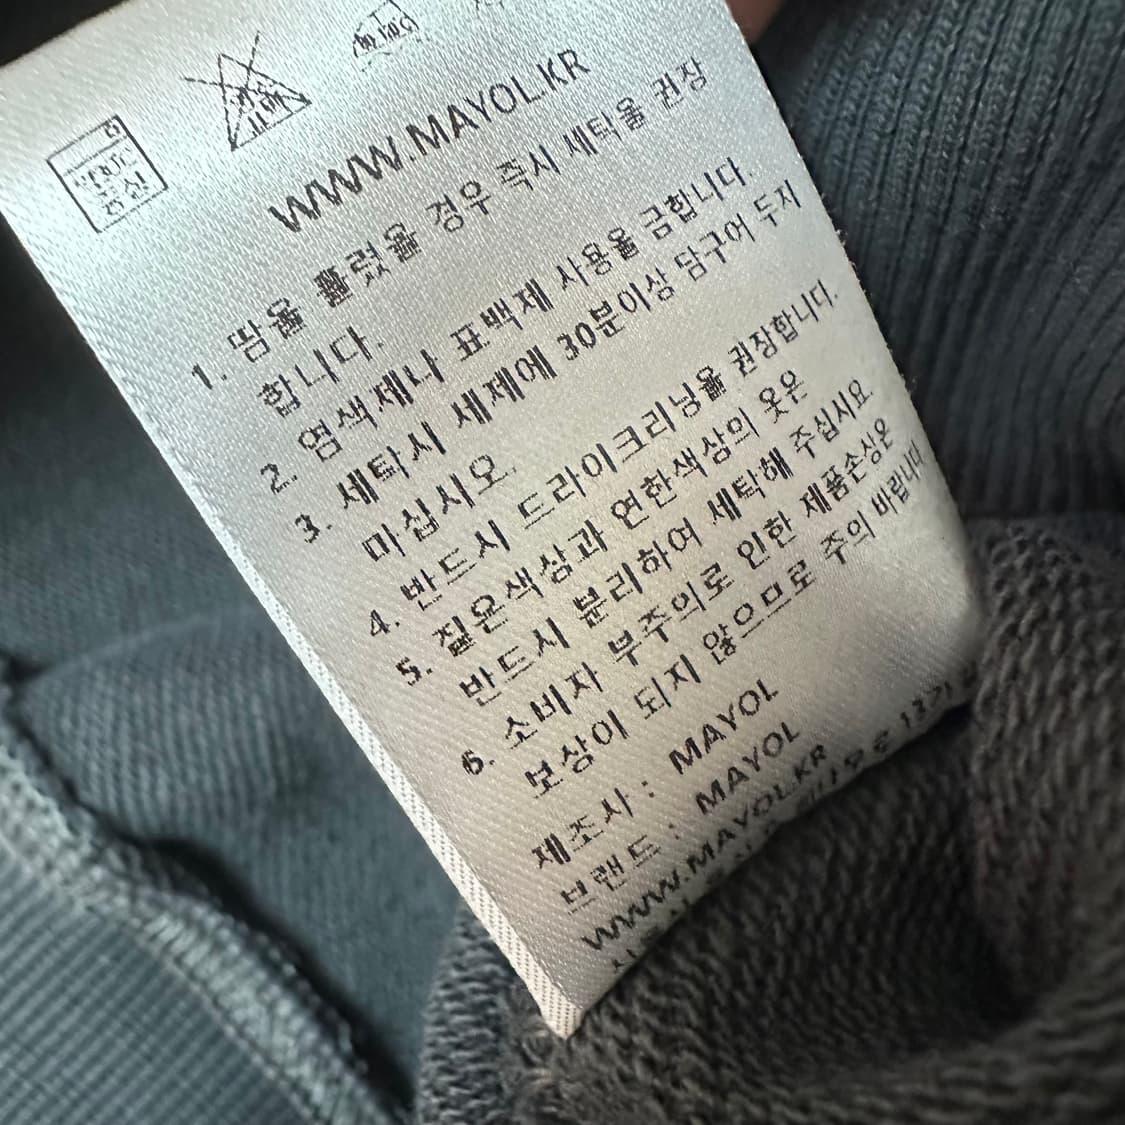 염소
표백
WWW.MAYOL.KR
1. 땀을 흘렸을 경우 즉시 세탁을 권장
합니다.
2. 염색제나 표백제 사용을 금합니다.
3. 세탁시 세제에 30분이상 담구어 두지
마십시오.
4. 반드시 드라이크리닝을 권장합니다.
5. 짙은색상과 연한색상의 옷은
반드시 분리하여 세탁해 주십시요.
6. 소비자 부주의로 인한 제품손상은
보상이 되지 않으므로 주의 바랍니다.
제조사 : MAYOL
브랜드 : MAYOL
WWW.MAYOL.KR